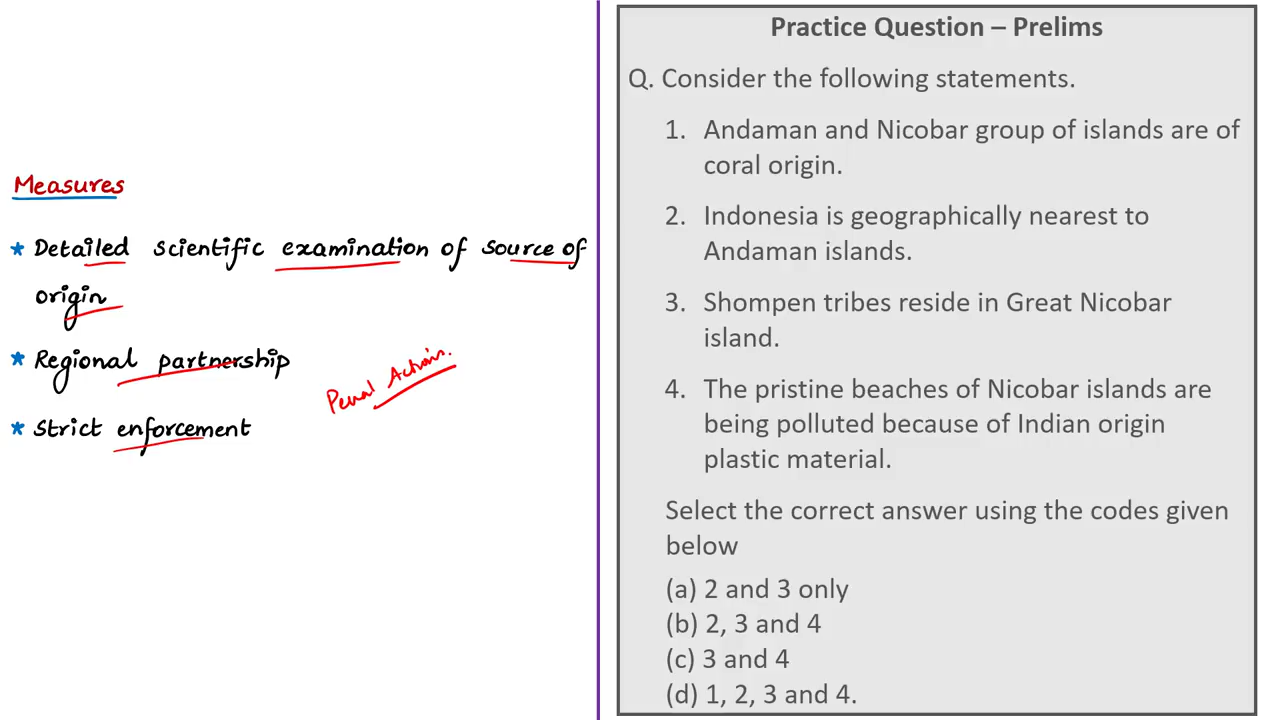 Measures
* Detailed scientific examination of source of
origin
* Regional partnership
Penal Actions.
* Strict enforcement
Practice Question – Prelims
Q. Consider the following statements.
1. Andaman and Nicobar group of islands are of
coral origin.
2. Indonesia is geographically nearest to
Andaman islands.
3. Shompen tribes reside in Great Nicobar
island.
4. The pristine beaches of Nicobar islands are
being polluted because of Indian origin
plastic material.
Select the correct answer using the codes given
below
(a) 2 and 3 only
(b) 2, 3 and 4
(c) 3 and 4
(d) 1, 2, 3 and 4.